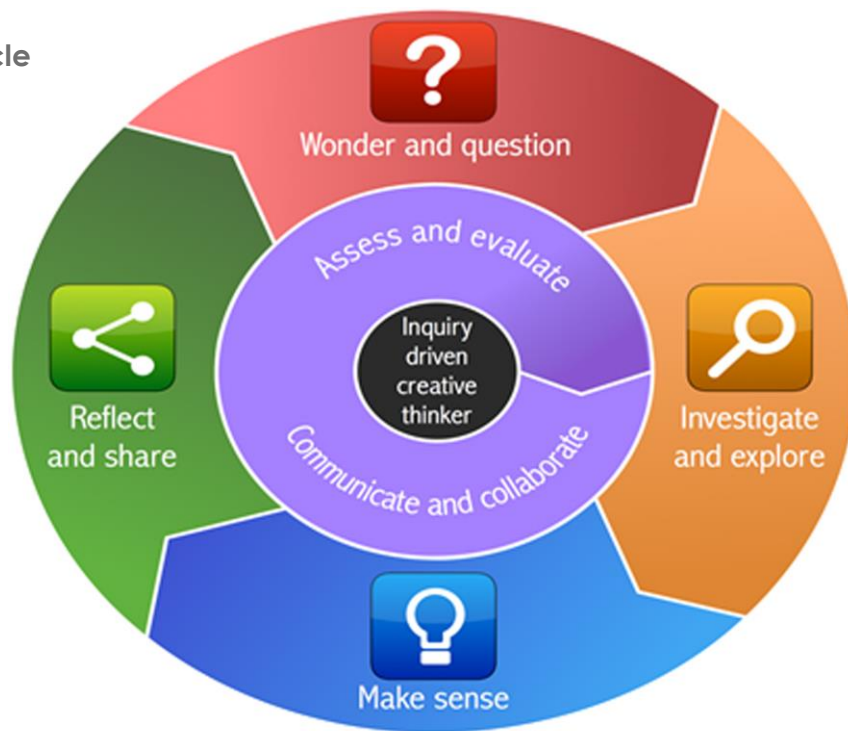 Wonder and question
Assess and evaluate
Inquiry
driven
creative
thinker
Communicate and collaborate
Reflect
and share
Investigate
and explore
Make sense